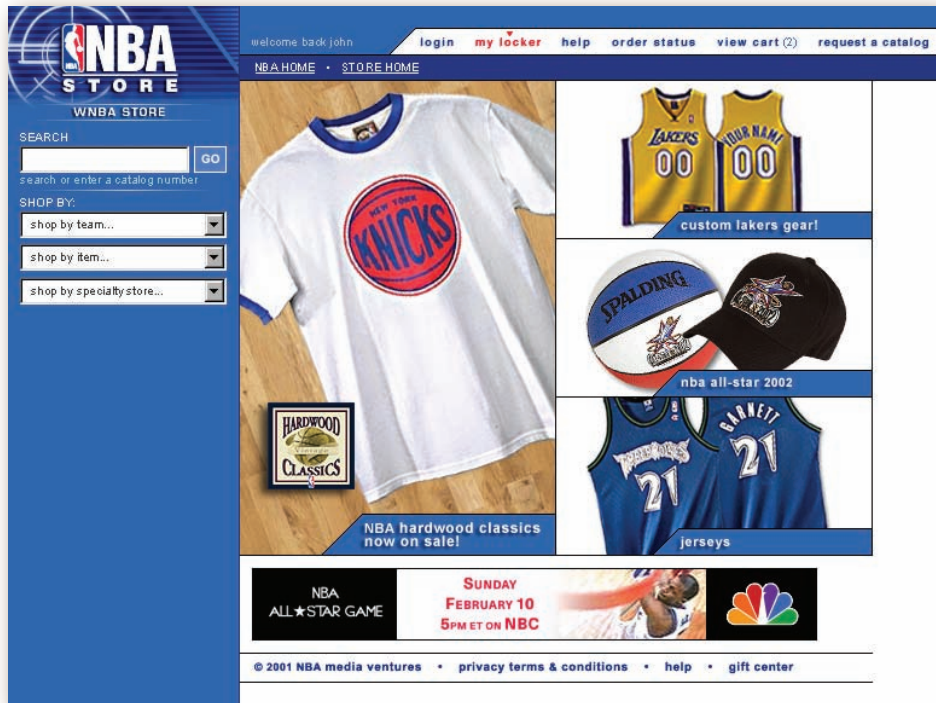 NBA
STORE
WNBA STORE
SEARCH
GO
search or enter a catalog number
SHOP BY:
shop by team...
shop by item...
shop by specialty store...
welcome back john
login my locker help order status view cart (2) request a catalog
NBA HOME • STORE HOME
NEW YORK
KNICKS
HARDWOOD
Vintage
CLASSICS
NBA hardwood classics
now on sale!
LAKERS
00
YOUR NAME
00
custom lakers gear!
SPALDING
nba all-star 2002
TIMBERWOLVES
21
GARNETT
21
jerseys
NBA
ALL★STAR GAME
SUNDAY
FEBRUARY 10
5PM ET ON NBC
© 2001 NBA media ventures • privacy terms & conditions • help • gift center